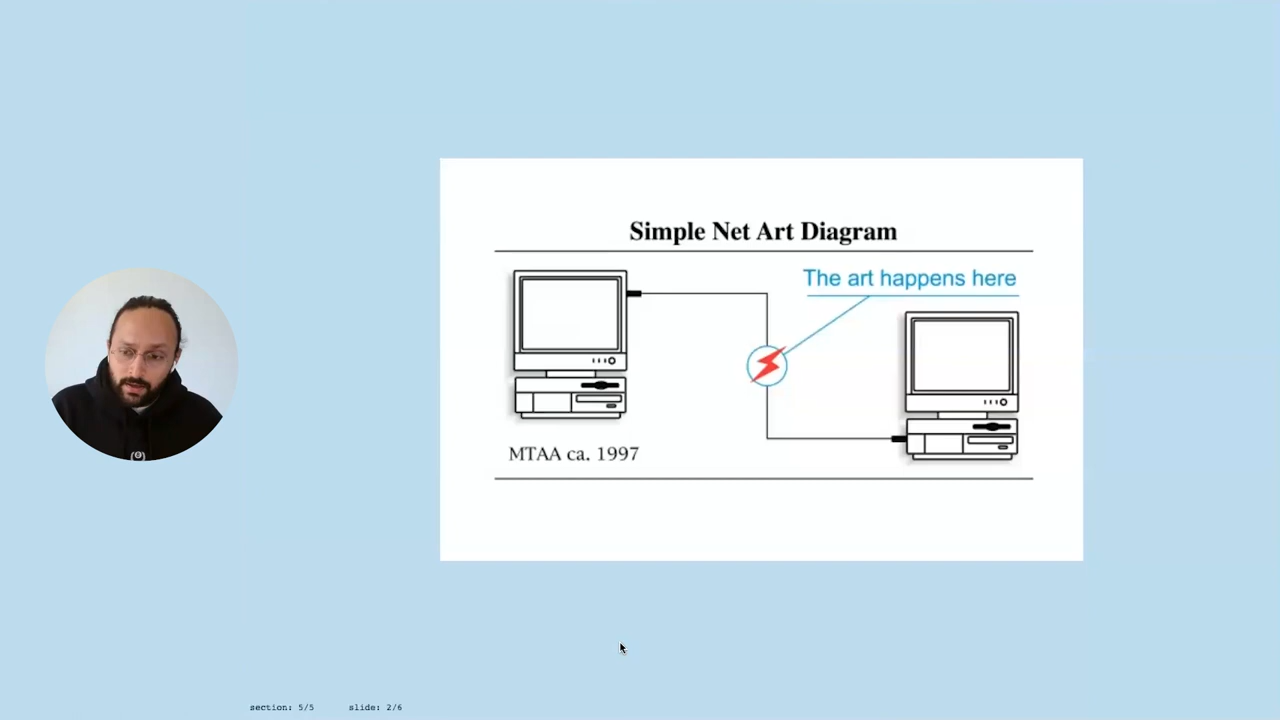 Simple Net Art Diagram
The art happens here
MTAA ca. 1997
section: 5/5 slide: 2/6